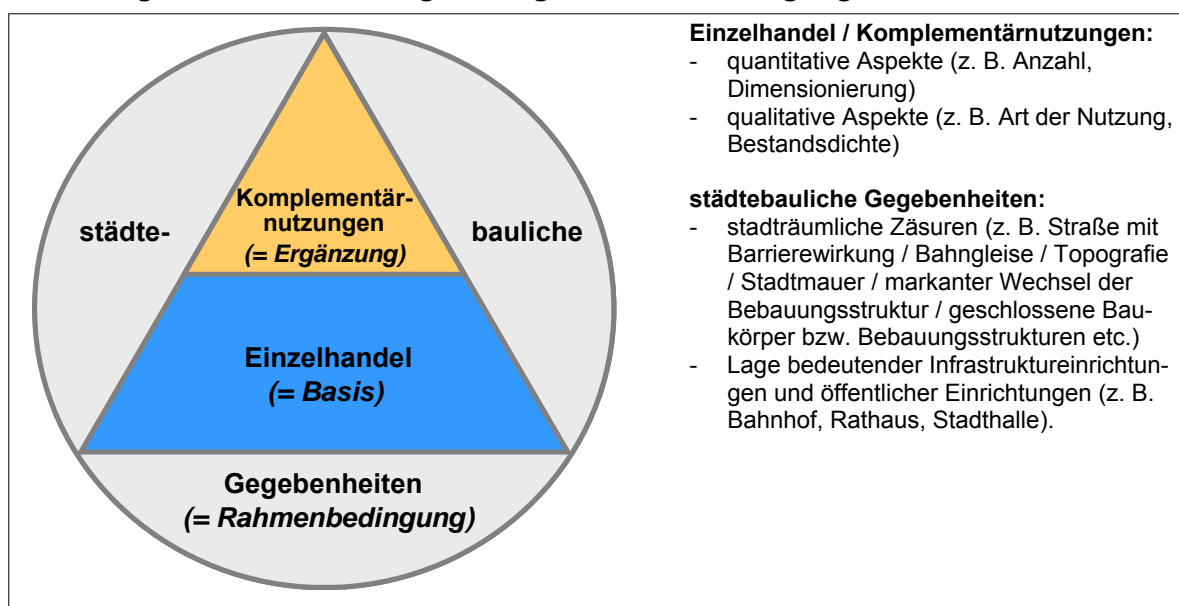 Komplementär-
nutzungen
(= Ergänzung)
städte-
bauliche
Einzelhandel
(= Basis)
Gegebenheiten
(= Rahmenbedingung)
Einzelhandel / Komplementärnutzungen:
- quantitative Aspekte (z. B. Anzahl,
Dimensionierung)
- qualitative Aspekte (z. B. Art der Nutzung,
Bestandsdichte)
städtebauliche Gegebenheiten:
- stadträumliche Zäsuren (z. B. Straße mit
Barrierewirkung / Bahngleise / Topografie
/ Stadtmauer / markanter Wechsel der
Bebauungsstruktur / geschlossene Bau-
körper bzw. Bebauungsstrukturen etc.)
- Lage bedeutender Infrastruktureinrichtun-
gen und öffentlicher Einrichtungen (z. B.
Bahnhof, Rathaus, Stadthalle).